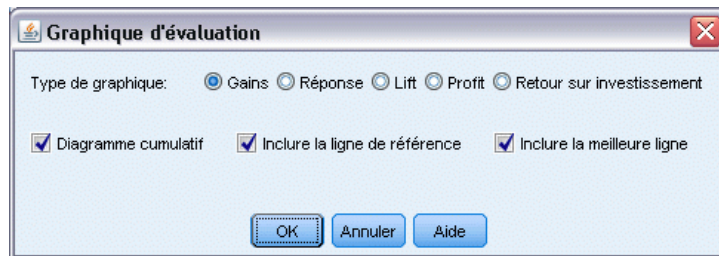 Graphique d'évaluation
Type de graphique: Gains Réponse Lift Profit Retour sur investissement
Diagramme cumulatif Inclure la ligne de référence Inclure la meilleure ligne
OK Annuler Aide